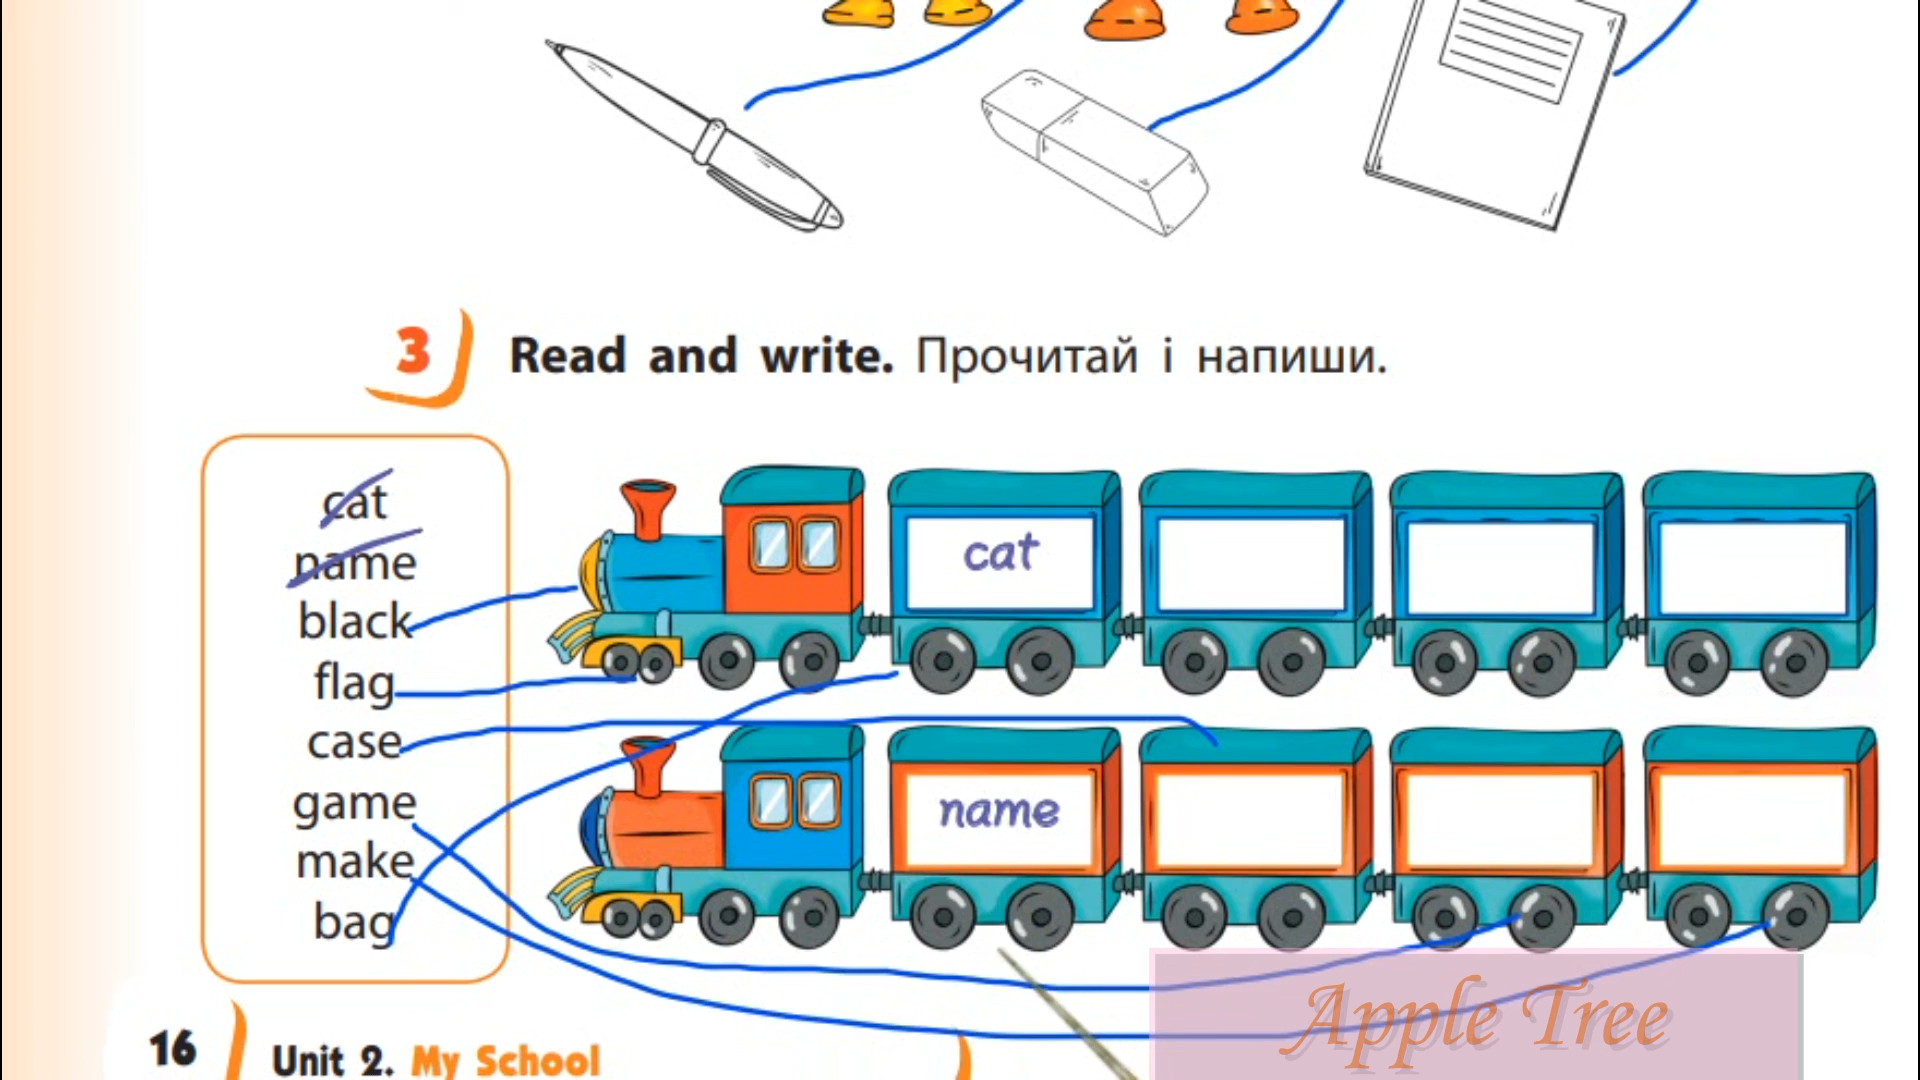 3 Read and write. Прочитай і напиши.
cat
name
black
flag
case
game
make
bag
cat
name
16 Unit 2. My School
Apple Tree